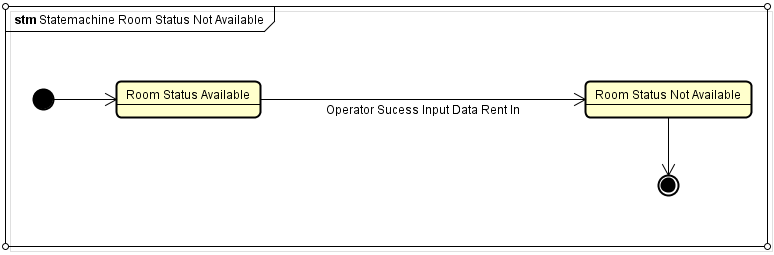 stm Statemachine Room Status Not Available
Room Status Available
Operator Sucess Input Data Rent In
Room Status Not Available